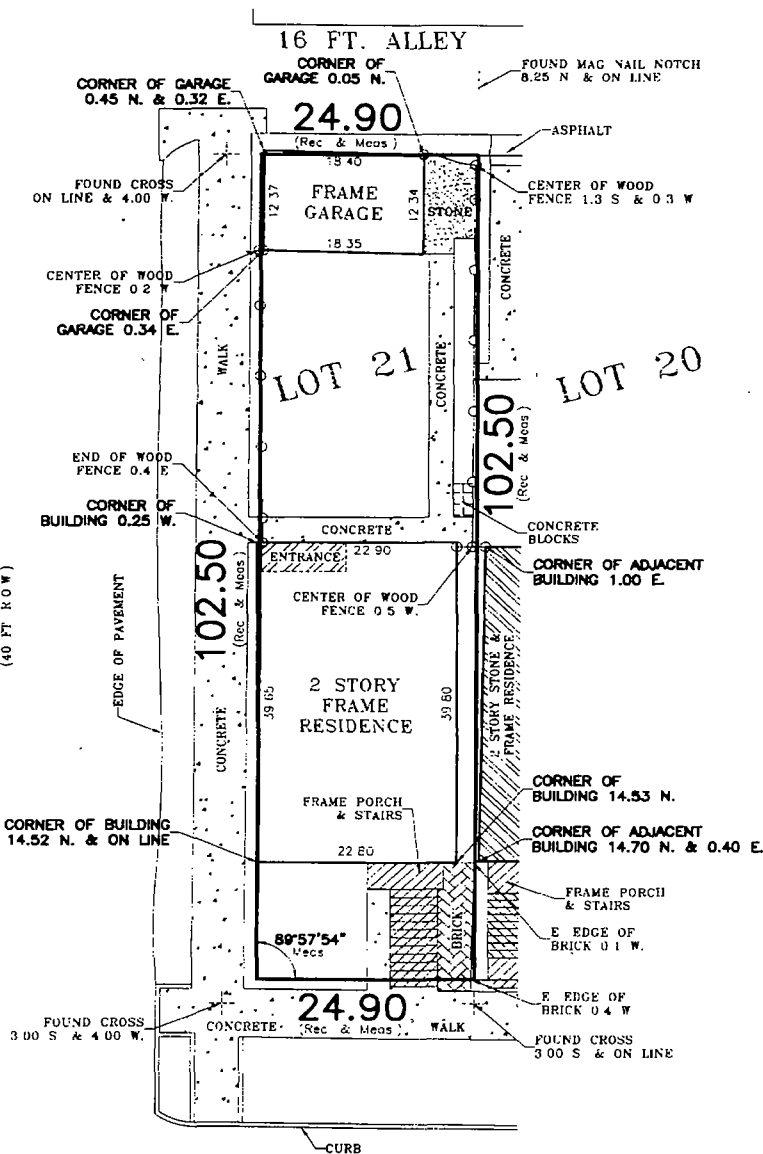 16 FT. ALLEY
CORNER OF
GARAGE 0.05 N.
FOUND MAG NAIL NOTCH
8.25 N & ON LINE
CORNER OF GARAGE
0.45 N. & 0.32 E.
24.90
(Rec & Meas)
ASPHALT
18.40
FOUND CROSS
ON LINE & 4.00 W.
12.37
FRAME
GARAGE
12.34
STONE
CENTER OF WOOD
FENCE 1.3 S & 0.3 W
18.35
CENTER OF WOOD
FENCE 0.2 W
CONCRETE
CORNER OF
GARAGE 0.34 E.
WALK
LOT 21
CONCRETE
LOT 20
102.50
(Rec & Meas)
END OF WOOD
FENCE 0.4 E
CORNER OF
BUILDING 0.25 W.
CONCRETE
CONCRETE
BLOCKS
ENTRANCE
22.90
CORNER OF ADJACENT
BUILDING 1.00 E.
(40 FT ROW)
EDGE OF PAVEMENT
102.50
(Rec & Meas)
CENTER OF WOOD
FENCE 0.5 W.
2 STORY STONE &
FRAME RESIDENCE
39.65
2 STORY
FRAME
RESIDENCE
39.80
CONCRETE
FRAME PORCH
& STAIRS
CORNER OF
BUILDING 14.53 N.
CORNER OF BUILDING
14.52 N. & ON LINE
22.80
CORNER OF ADJACENT
BUILDING 14.70 N. & 0.40 E.
FRAME PORCH
& STAIRS
BRICK
89°57'54"
Meas
E EDGE OF
BRICK 0.1 W.
E EDGE OF
BRICK 0.4 W
FOUND CROSS
3.00 S & 4.00 W.
CONCRETE
24.90
(Rec & Meas)
WALK
FOUND CROSS
3.00 S & ON LINE
CURB